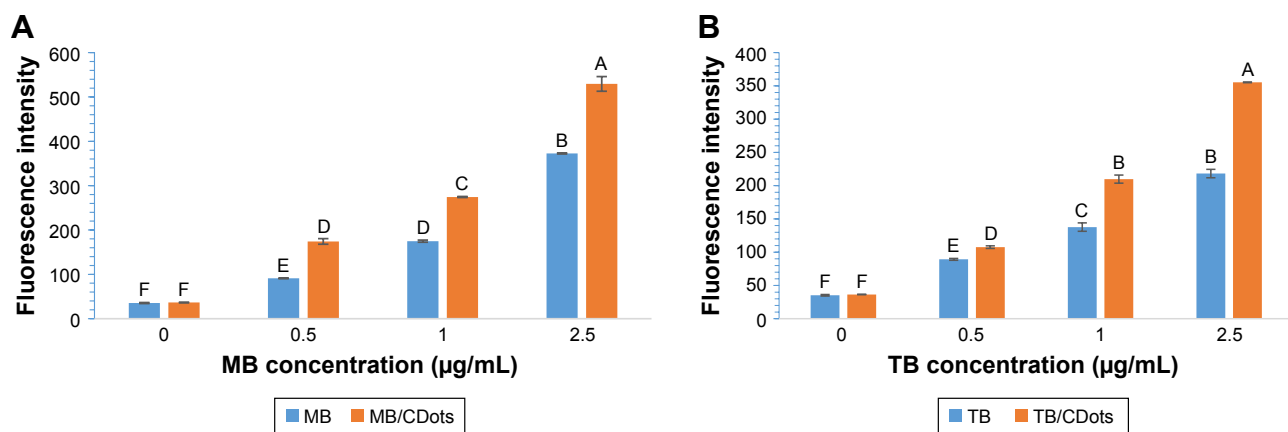 A
Fluorescence intensity
600
500
400
300
200
100
0
F F E D D C B A
0 0.5 1 2.5
MB concentration (µg/mL)
MB MB/CDots
B
Fluorescence intensity
400
350
300
250
200
150
100
50
0
F F E D C B B A
0 0.5 1 2.5
TB concentration (µg/mL)
TB TB/CDots